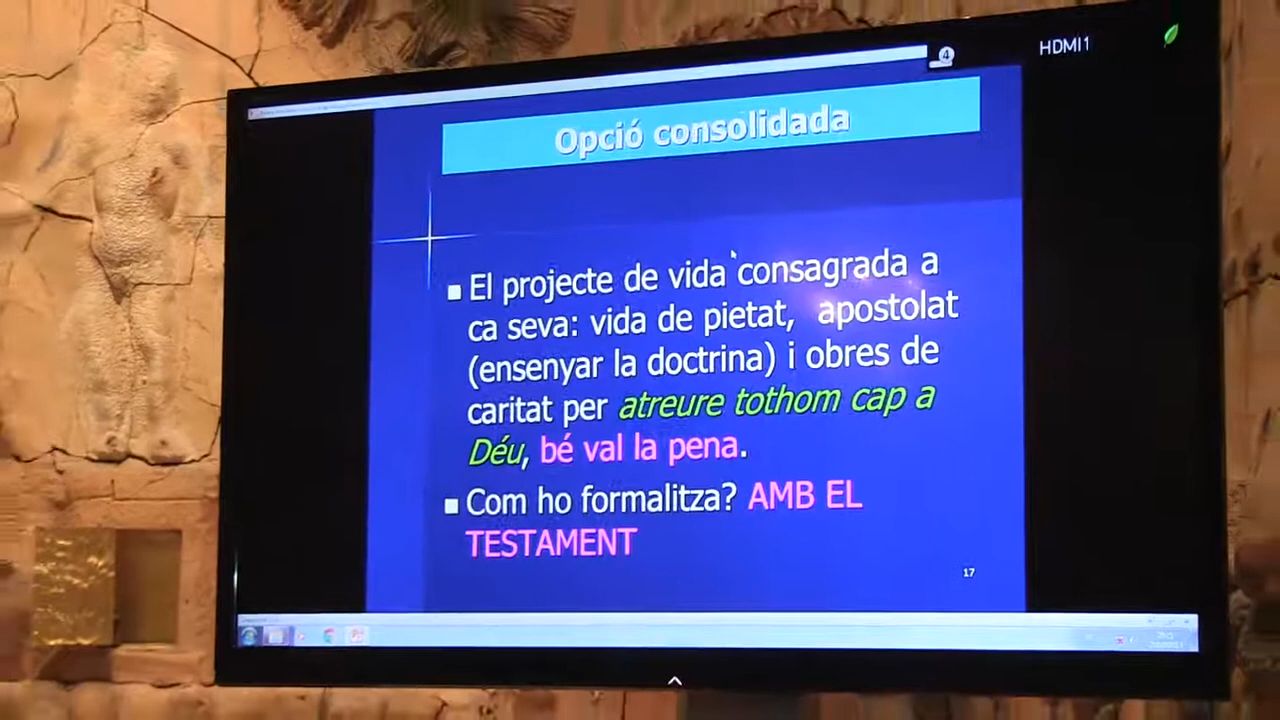 HDMI1
4
Opció consolidada
■ El projecte de vida consagrada a
ca seva: vida de pietat, apostolat
(ensenyar la doctrina) i obres de
caritat per atreure tothom cap a
Déu, bé val la pena.
■ Com ho formalitza? AMB EL
TESTAMENT
17